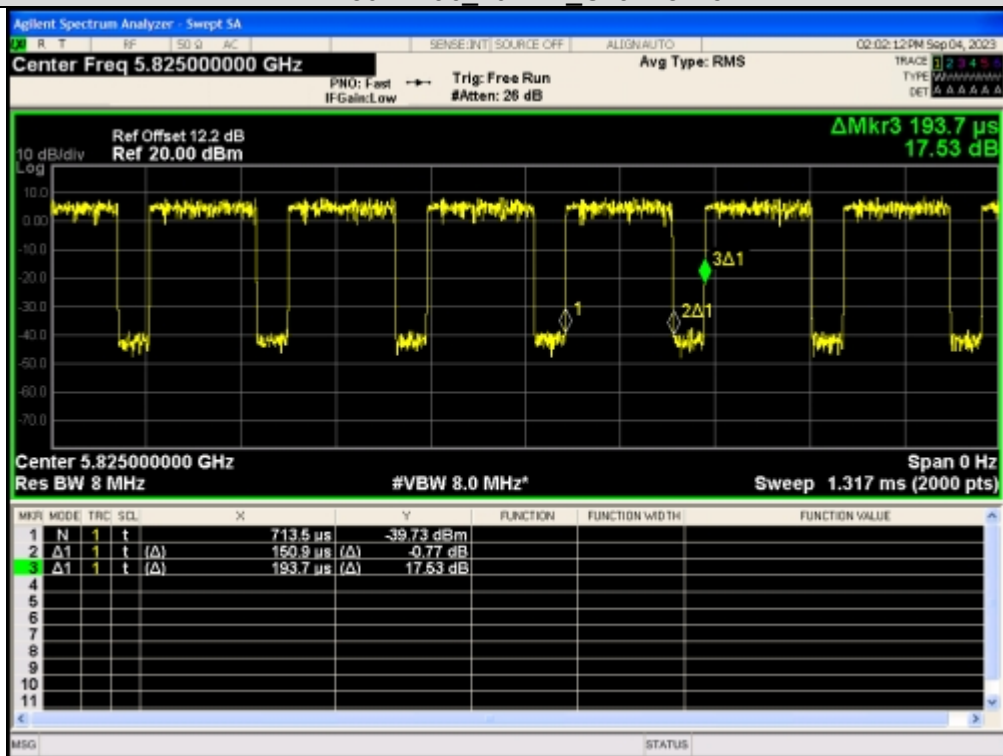 Agilent Spectrum Analyzer - Swept SA
R T RF 50 Ω AC SENSE:INT SOURCE OFF ALIGNAUTO 02:02:12PM Sep 04, 2023
Center Freq 5.825000000 GHz
PNO: Fast
IFGain:Low
Trig: Free Run
#Atten: 26 dB
Avg Type: RMS
TRACE 1 2 3 4 5 6
TYPE
DET A A A A A A
ΔMkr3 193.7 µs
17.53 dB
Ref Offset 12.2 dB
10 dB/div Ref 20.00 dBm
Log
10.0
0.00
-10.0
-20.0
-30.0
-40.0
-50.0
-60.0
-70.0
3Δ1
1
2Δ1
Center 5.825000000 GHz Span 0 Hz
Res BW 8 MHz #VBW 8.0 MHz* Sweep 1.317 ms (2000 pts)
MKR MODE TRC SCL X Y FUNCTION FUNCTION WIDTH FUNCTION VALUE
1 N 1 t 713.5 µs -39.73 dBm
2 Δ1 1 t (Δ) 150.9 µs (Δ) -0.77 dB
3 Δ1 1 t (Δ) 193.7 µs (Δ) 17.53 dB
4
5
6
7
8
9
10
11
MSG STATUS